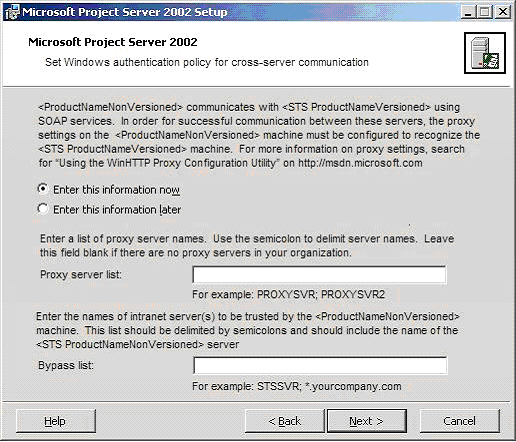 Microsoft Project Server 2002 Setup
Microsoft Project Server 2002
Set Windows authentication policy for cross-server communication
<ProductNameNonVersioned> communicates with <STS ProductNameVersioned> using
SOAP services. In order for successful communication between these servers, the proxy
settings on the <ProductNameNonVersioned> machine must be configured to recognize the
<STS ProductNameVersioned> machine. For more information on proxy settings, search
for "Using the WinHTTP Proxy Configuration Utility" on http://msdn.microsoft.com
Enter this information now
Enter this information later
Enter a list of proxy server names. Use the semicolon to delimit server names. Leave
this field blank if there are no proxy servers in your organization.
Proxy server list:
For example: PROXYSVR; PROXYSVR2
Enter the names of intranet server(s) to be trusted by the <ProductNameNonVersioned>
machine. This list should be delimited by semicolons and should include the name of the
<STS ProductNameNonVersioned> server
Bypass list:
For example: STSSVR; *.yourcompany.com
Help
< Back
Next >
Cancel